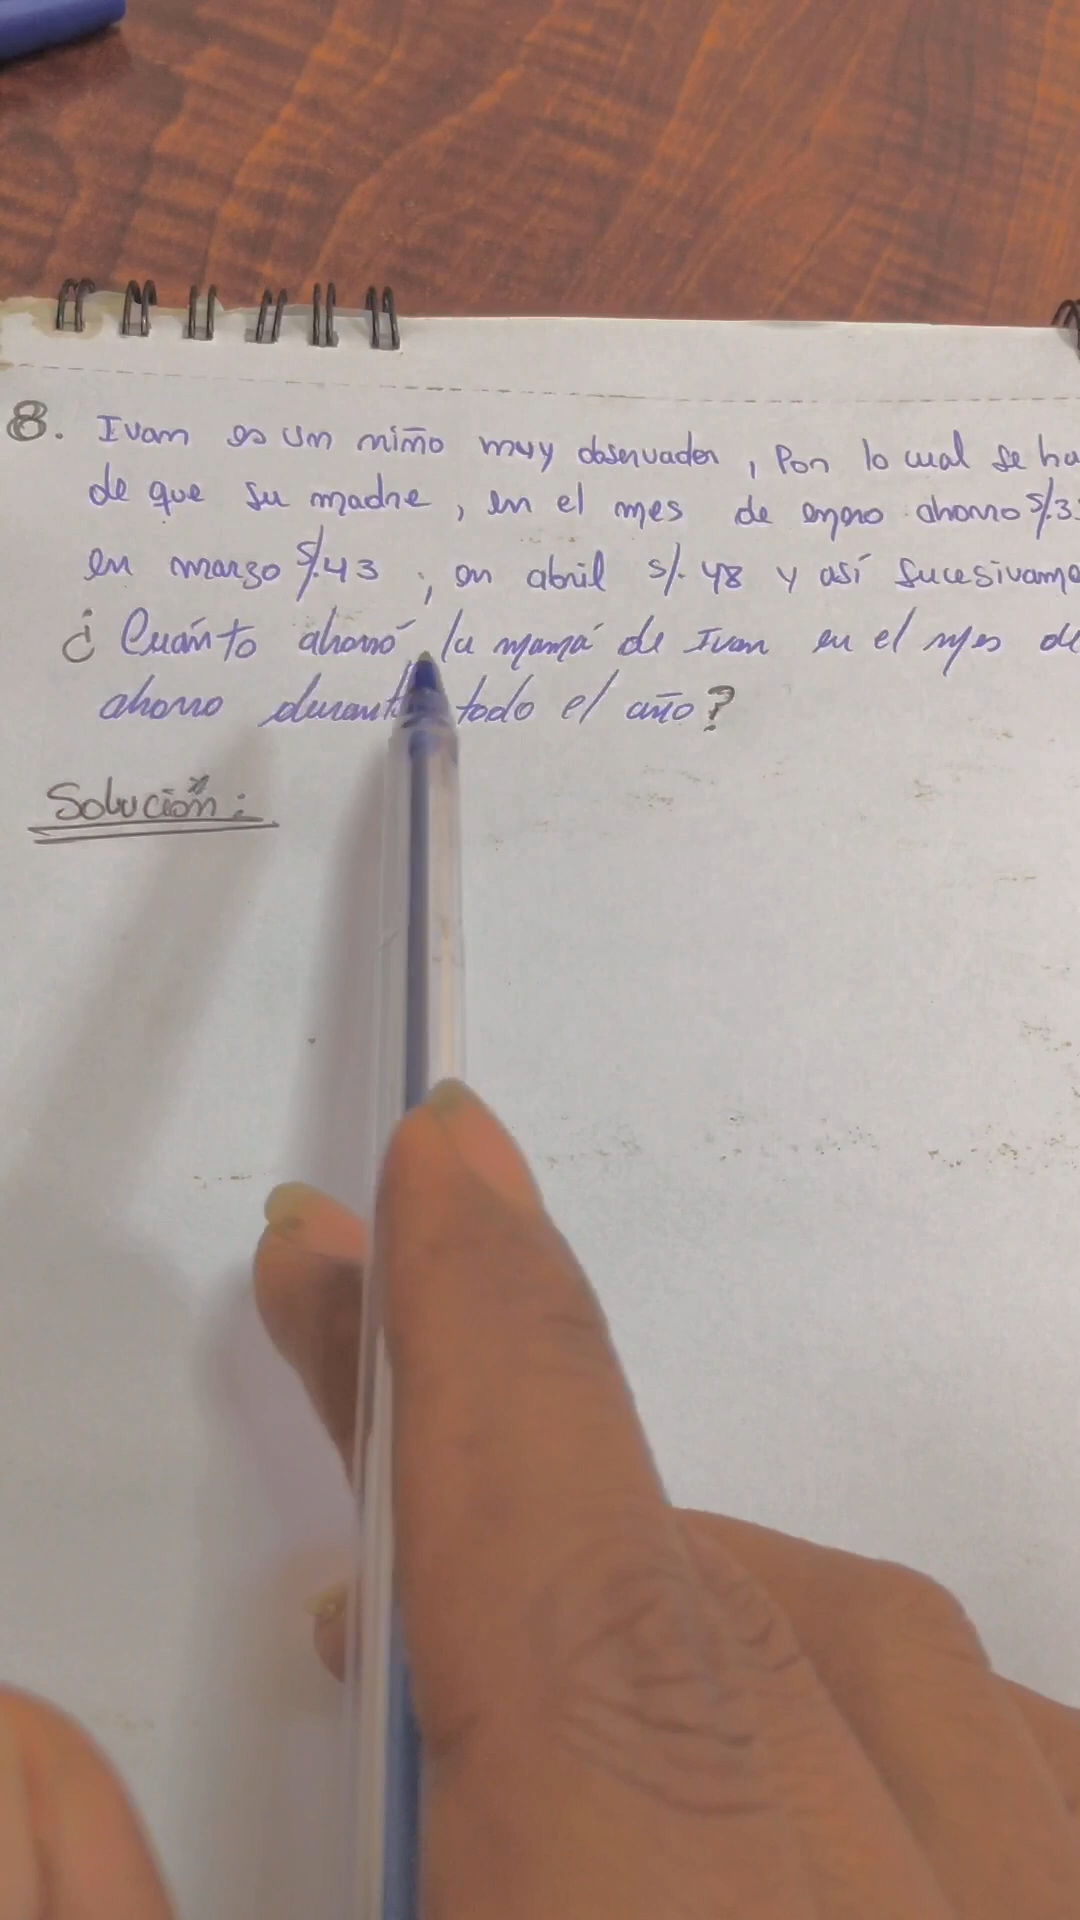 8. Ivan es un niño muy observador, Por lo cual se ha
de que su madre, en el mes de enero ahorro S/.3
en marzo S/.43 ; en abril S/. 48 y así sucesivame
¿ Cuánto ahorró la mamá de Ivan en el mes de
ahorro durante todo el año?
Solución: